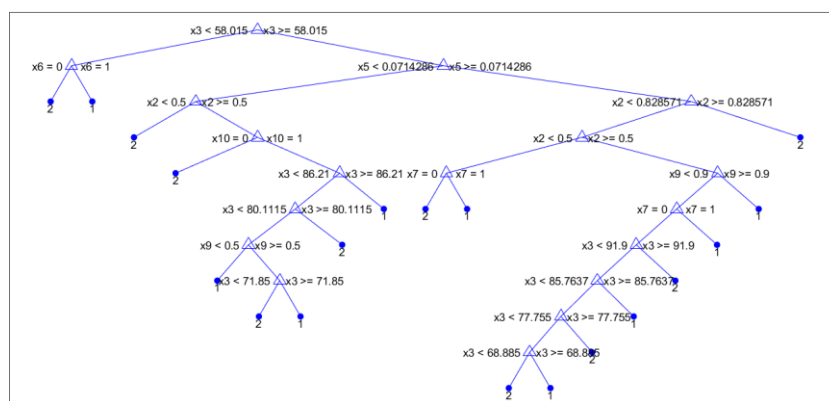 x3 < 58.015 x3 >= 58.015
x6 = 0 x6 = 1 x5 < 0.0714286 x5 >= 0.0714286
2 1 x2 < 0.5 x2 >= 0.5 x2 < 0.828571 x2 >= 0.828571
2 x10 = 0 x10 = 1 x2 < 0.5 x2 >= 0.5 2
2 x3 < 86.21 x3 >= 86.21 x7 = 0 x7 = 1 x9 < 0.9 x9 >= 0.9
x3 < 80.1115 x3 >= 80.1115 1 2 1 x7 = 0 x7 = 1 1
x9 < 0.5 x9 >= 0.5 2 x3 < 91.9 x3 >= 91.9 1
1 x3 < 71.85 x3 >= 71.85 x3 < 85.7637 x3 >= 85.7637 2
2 1 x3 < 77.755 x3 >= 77.755 1
x3 < 68.885 x3 >= 68.885 2
2 1